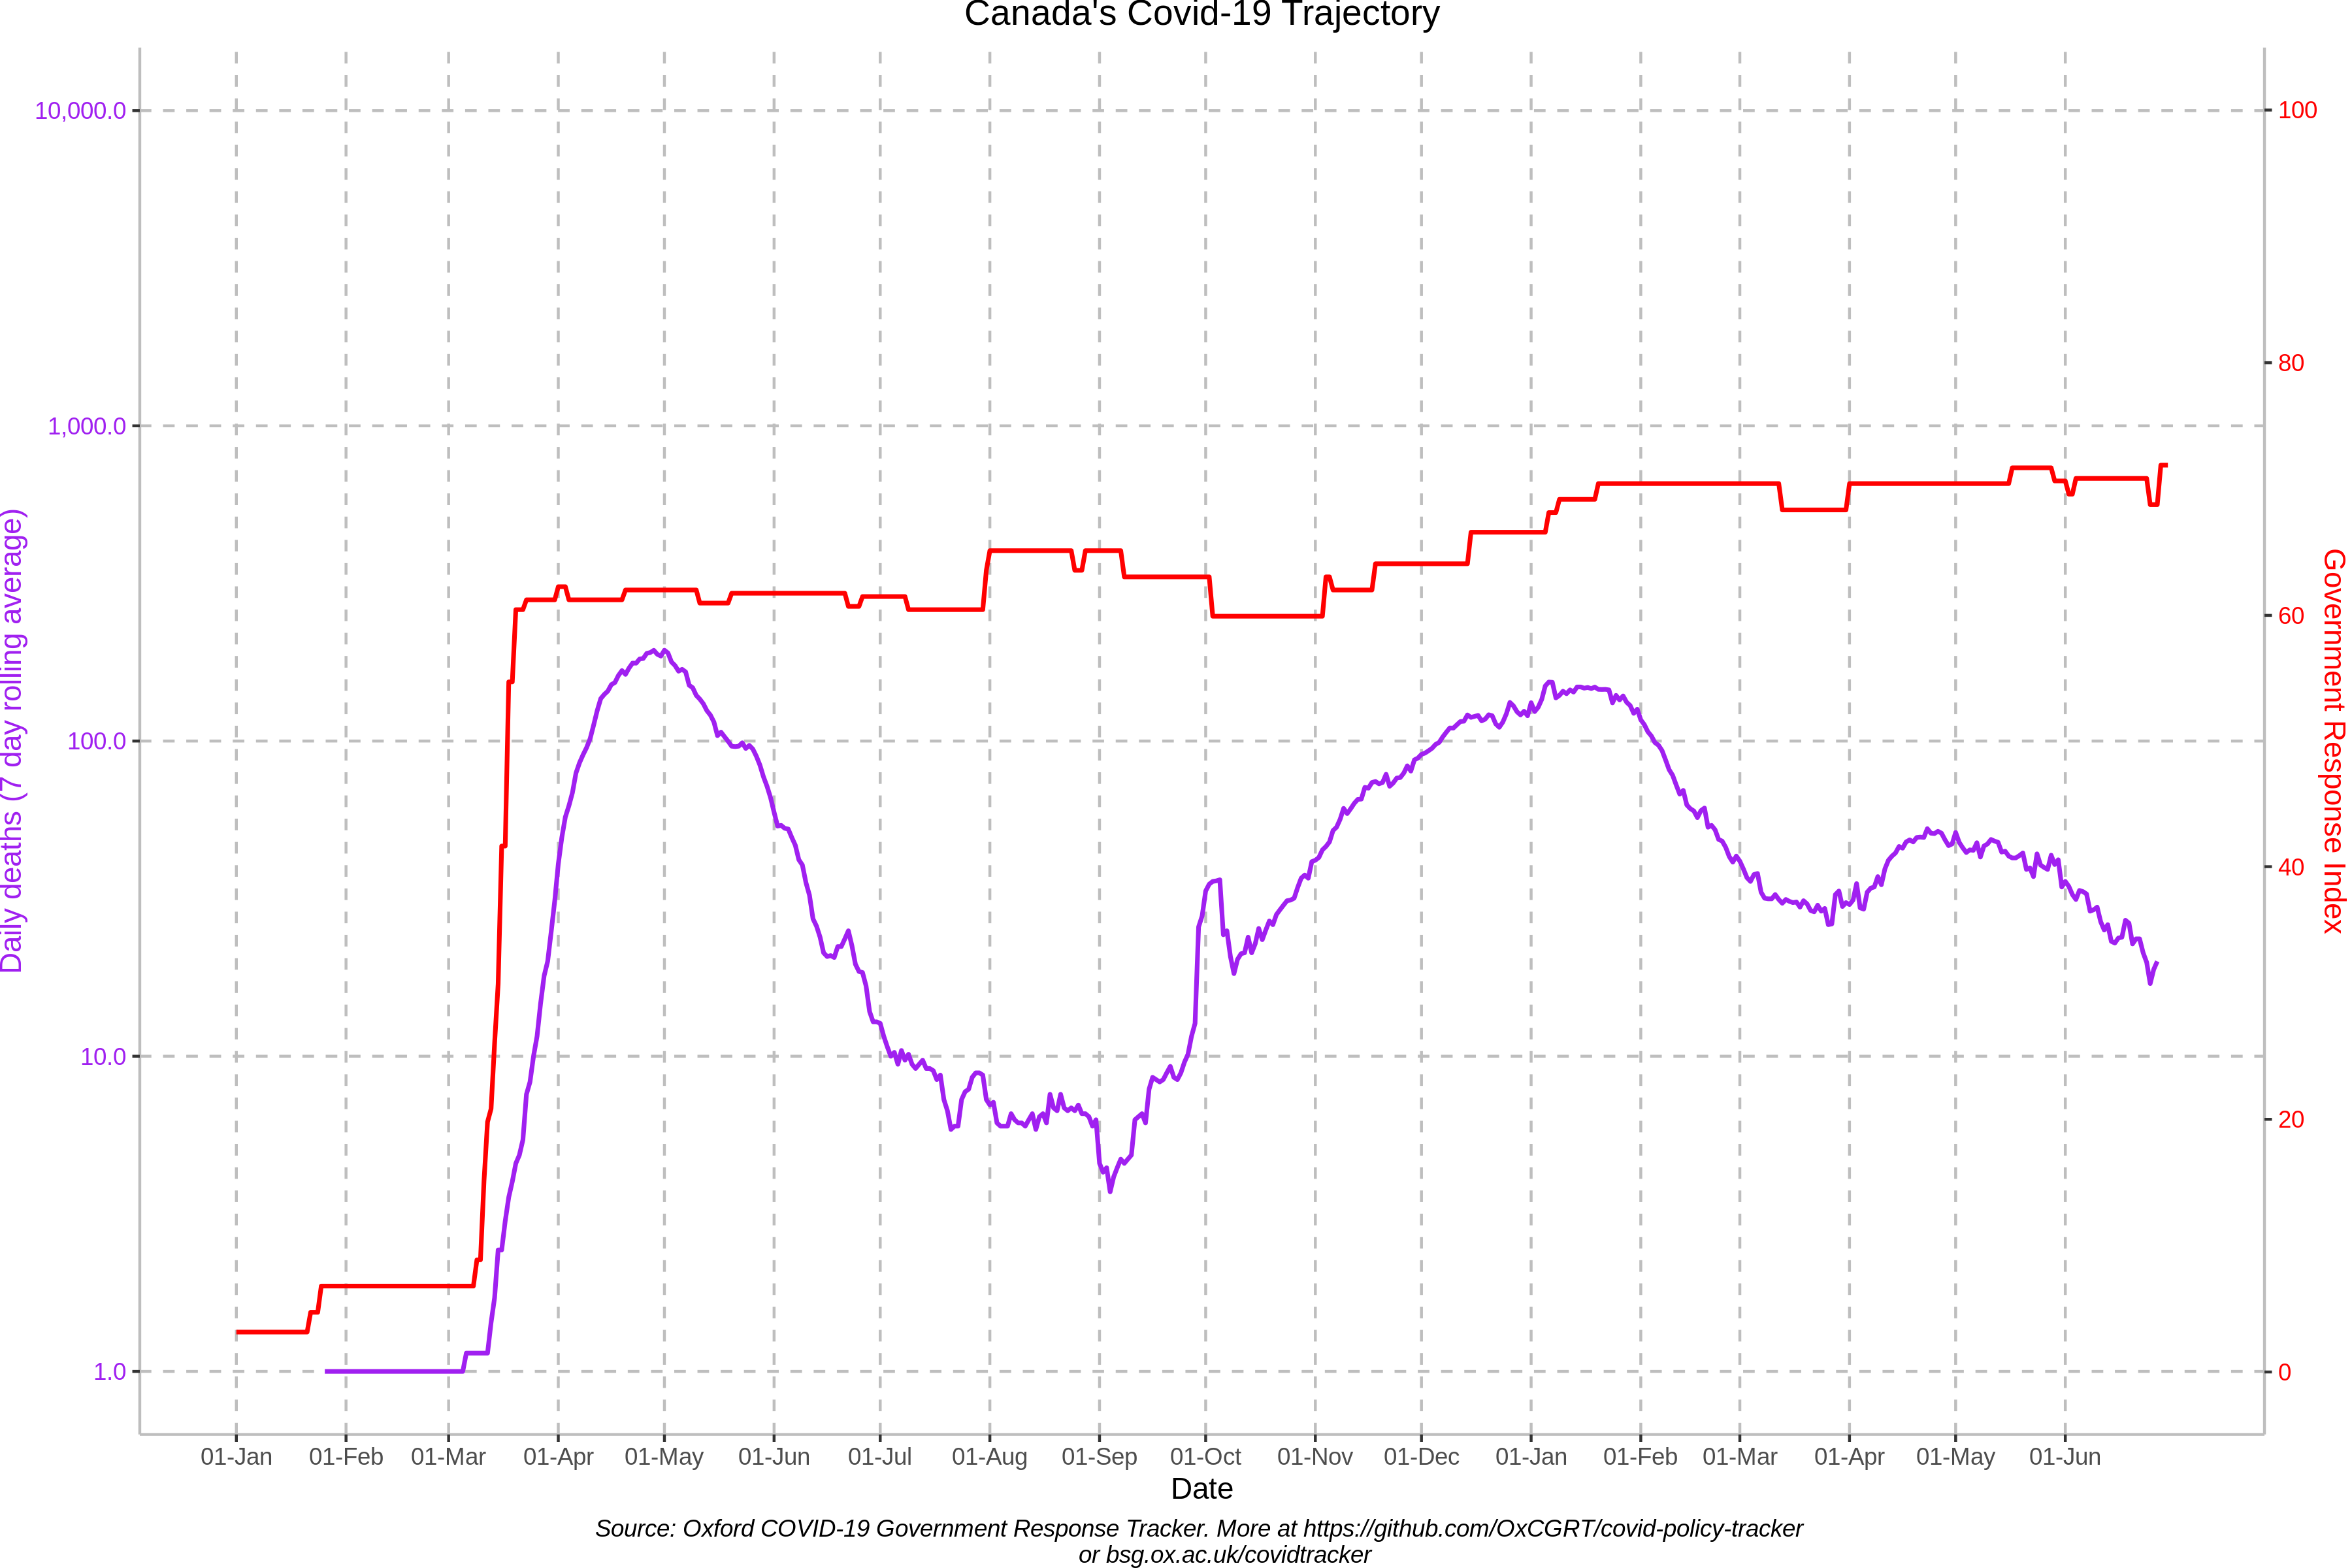 Canada's Covid-19 Trajectory
10,000.0
1,000.0
100.0
10.0
1.0
Daily deaths (7 day rolling average)
100
80
60
40
20
0
Government Response Index
01-Jan 01-Feb 01-Mar 01-Apr 01-May 01-Jun 01-Jul 01-Aug 01-Sep 01-Oct 01-Nov 01-Dec 01-Jan 01-Feb 01-Mar 01-Apr 01-May 01-Jun
Date
Source: Oxford COVID-19 Government Response Tracker. More at https://github.com/OxCGRT/covid-policy-tracker
or bsg.ox.ac.uk/covidtracker